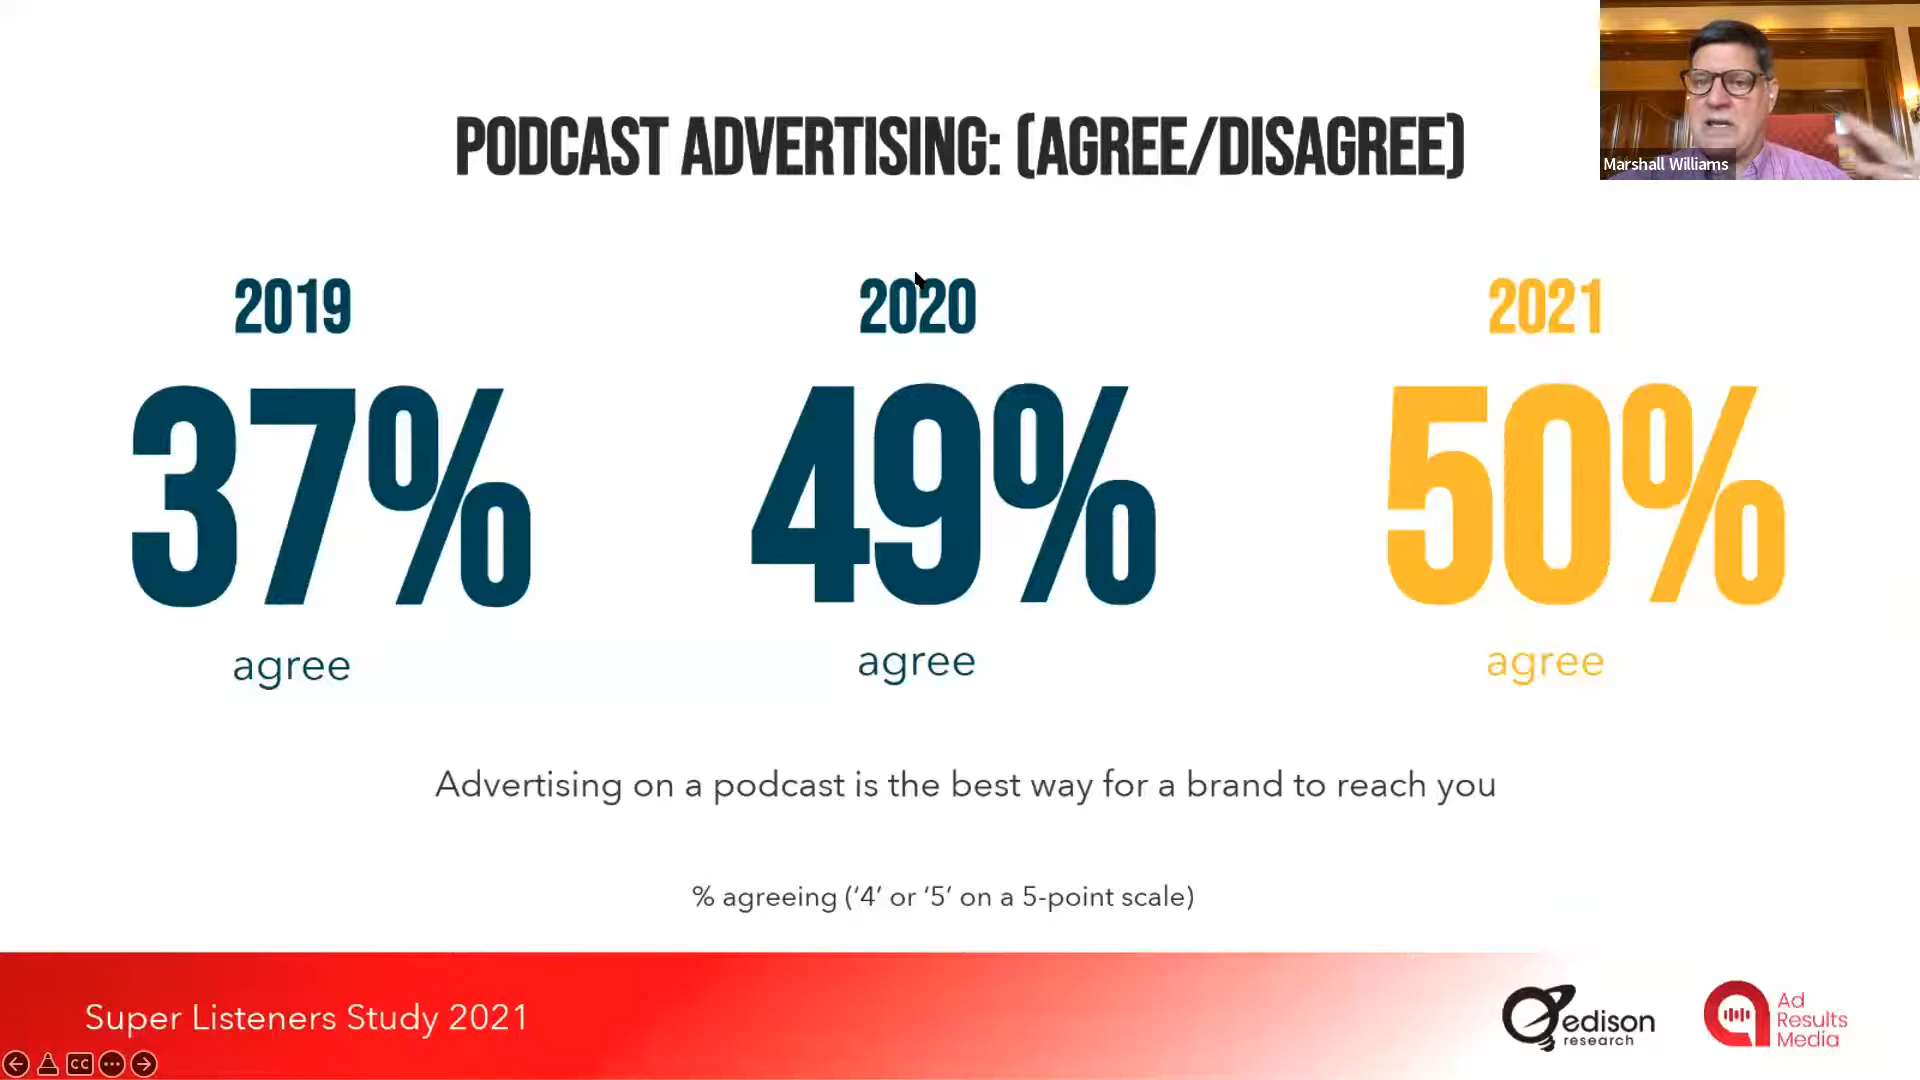 PODCAST ADVERTISING: (AGREE/DISAGREE)
Marshall Williams
2019
2020
2021
37%
49%
50%
agree
agree
agree
Advertising on a podcast is the best way for a brand to reach you
% agreeing (‘4’ or ‘5’ on a 5-point scale)
Super Listeners Study 2021
edison
research
Ad
Results
Media
CC